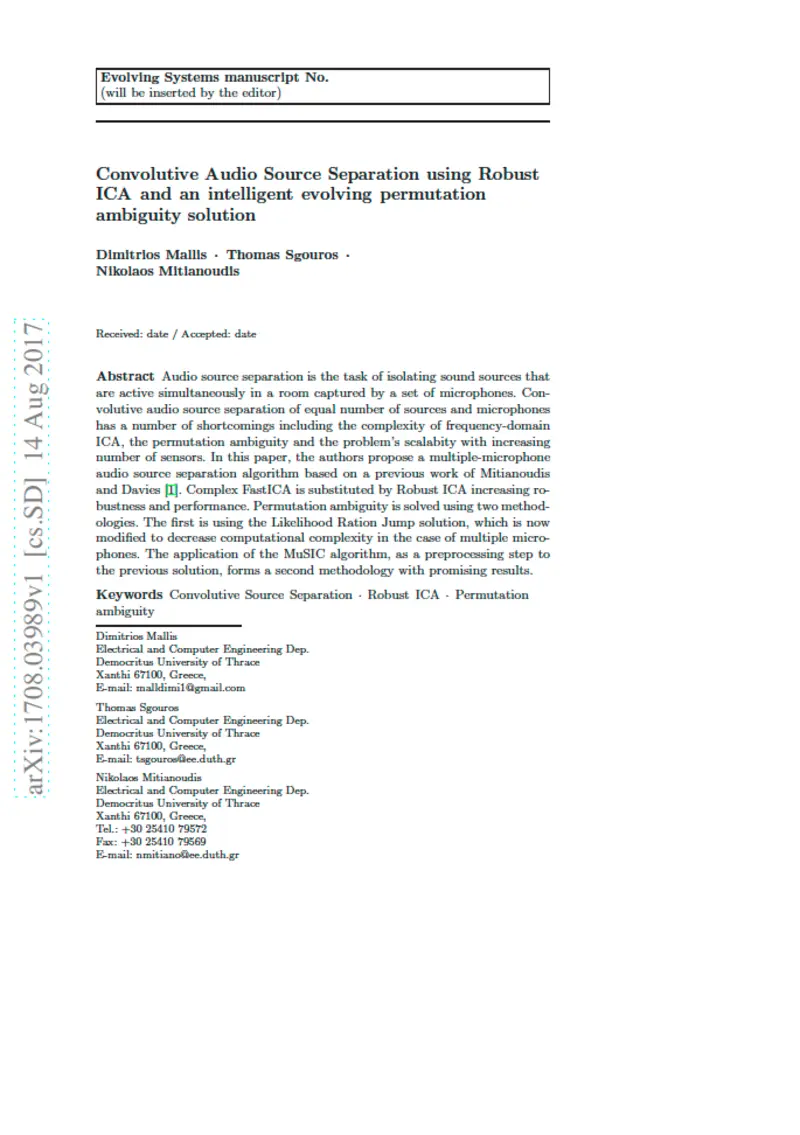 Evolving Systems manuscript No.
(will be inserted by the editor)
Convolutive Audio Source Separation using Robust
ICA and an intelligent evolving permutation
ambiguity solution
Dimitrios Mallis · Thomas Sgouros ·
Nikolaos Mitianoudis
Received: date / Accepted: date
Abstract Audio source separation is the task of isolating sound sources that
are active simultaneously in a room captured by a set of microphones. Con-
volutive audio source separation of equal number of sources and microphones
has a number of shortcomings including the complexity of frequency-domain
ICA, the permutation ambiguity and the problem's scalabity with increasing
number of sensors. In this paper, the authors propose a multiple-microphone
audio source separation algorithm based on a previous work of Mitianoudis
and Davies [1]. Complex FastICA is substituted by Robust ICA increasing ro-
bustness and performance. Permutation ambiguity is solved using two method-
ologies. The first is using the Likelihood Ration Jump solution, which is now
modified to decrease computational complexity in the case of multiple micro-
phones. The application of the MuSIC algorithm, as a preprocessing step to
the previous solution, forms a second methodology with promising results.
Keywords Convolutive Source Separation · Robust ICA · Permutation
ambiguity
Dimitrios Mallis
Electrical and Computer Engineering Dep.
Democritus University of Thrace
Xanthi 67100, Greece,
E-mail: malldimi1@gmail.com
Thomas Sgouros
Electrical and Computer Engineering Dep.
Democritus University of Thrace
Xanthi 67100, Greece,
E-mail: tsgouros@ee.duth.gr
Nikolaos Mitianoudis
Electrical and Computer Engineering Dep.
Democritus University of Thrace
Xanthi 67100, Greece,
Tel.: +30 25410 79572
Fax: +30 25410 79569
E-mail: nmitiano@ee.duth.gr
arXiv:1708.03989v1 [cs.SD] 14 Aug 2017